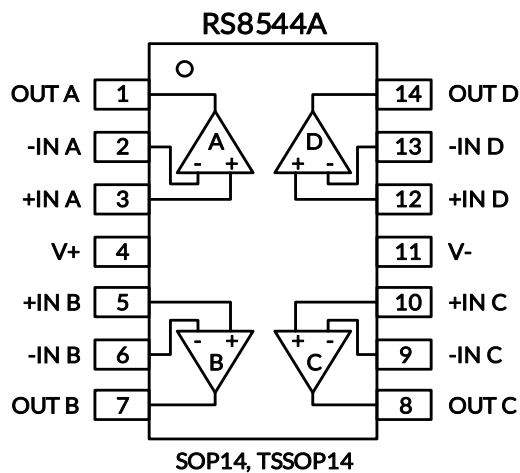 RS8544A
OUT A 1 14 OUT D
-IN A 2 A D 13 -IN D
- + + -
+IN A 3 12 +IN D
V+ 4 11 V-
+IN B 5 10 +IN C
- + + -
-IN B 6 B C 9 -IN C
OUT B 7 8 OUT C
SOP14, TSSOP14